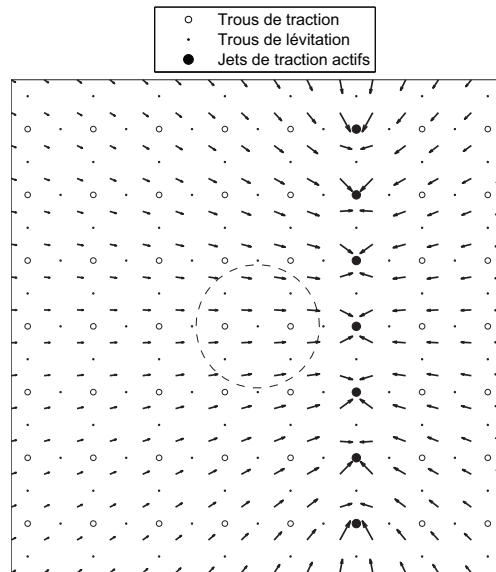 Trous de traction
Trous de lévitation
Jets de traction actifs